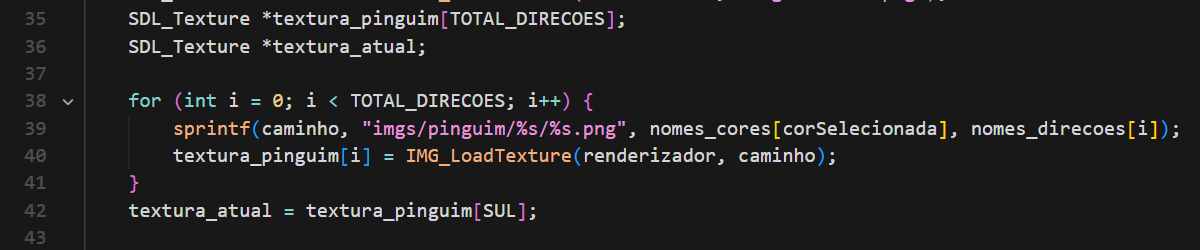 35 SDL_Texture *textura_pinguim[TOTAL_DIRECOES];
36 SDL_Texture *textura_atual;
37
38 for (int i = 0; i < TOTAL_DIRECOES; i++) {
39 sprintf(caminho, "imgs/pinguim/%s/%s.png", nomes_cores[corSelecionada], nomes_direcoes[i]);
40 textura_pinguim[i] = IMG_LoadTexture(renderizador, caminho);
41 }
42 textura_atual = textura_pinguim[SUL];
43